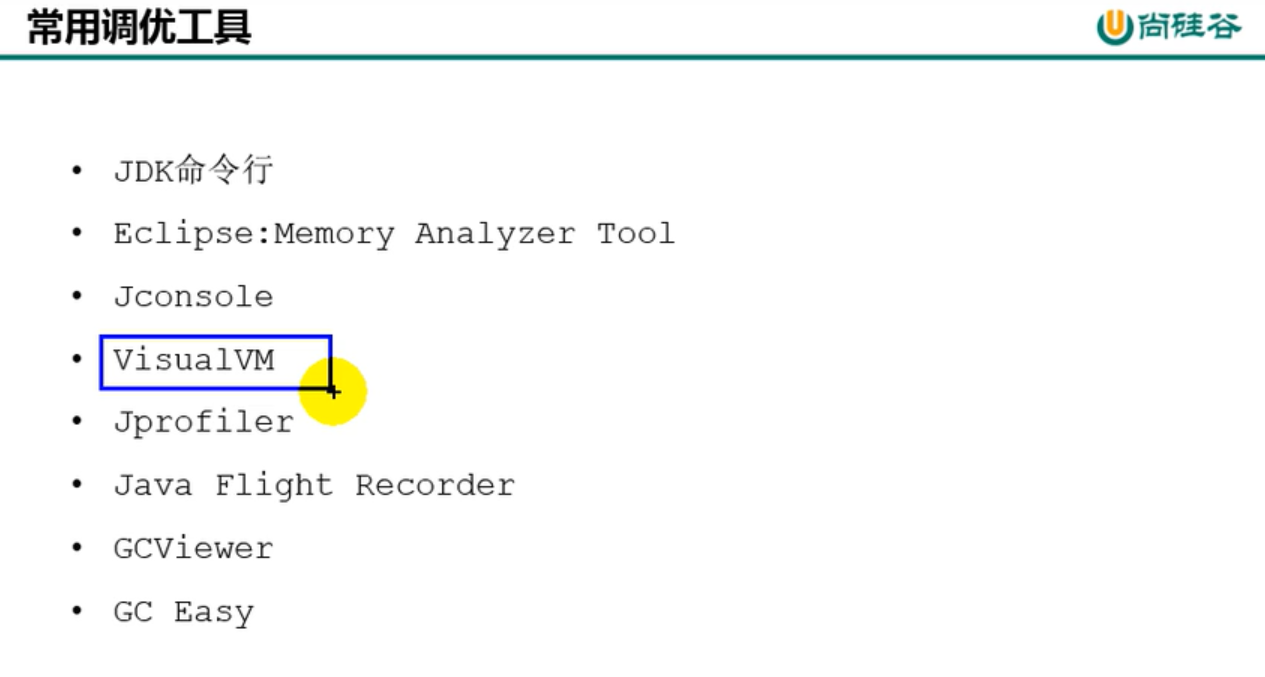 常用调优工具
尚硅谷
• JDK命令行
• Eclipse:Memory Analyzer Tool
• Jconsole
• VisualVM
• Jprofiler
• Java Flight Recorder
• GCViewer
• GC Easy